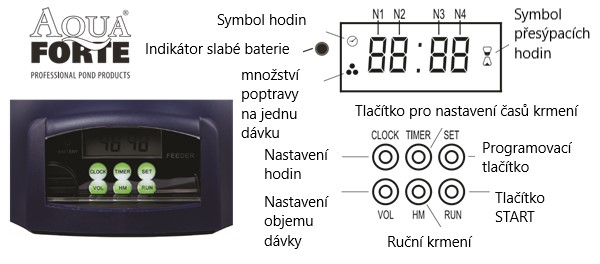 AQUA
FORTE
PROFESSIONAL POND PRODUCTS
Symbol hodin
Indikátor slabé baterie
množství
poptravy
na jednu
dávku
N1 N2 N3 N4
88:88
Symbol
přesýpacích
hodin
Tlačítko pro nastavení časů krmení
CLOCK TIMER SET
Nastavení
hodin
Programovací
tlačítko
Nastavení
objemu
dávky
VOL HM RUN
Tlačítko
START
Ruční krmení
FEEDER
CLOCK TIMER SET
VOL HM RUN